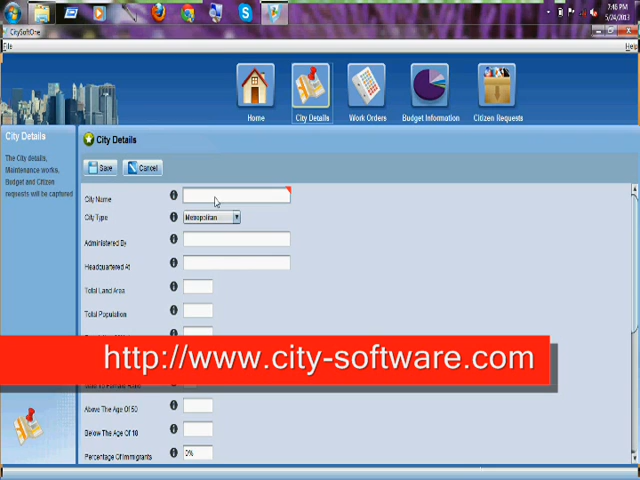 7:46 PM
5/24/2013
CitySoftOne
File
Help
Home
City Details
Work Orders
Budget Information
Citizen Requests
City Details
City Details
The City details,
Maintenance works,
Budget and Citizen
requests will be captured
Save
Cancel
City Name
City Type
Metropolitan
Administered By
Headquartered At
Total Land Area
Total Population
http://www.city-software.com
Above The Age Of 50
Below The Age Of 18
Percentage Of Immigrants
0%